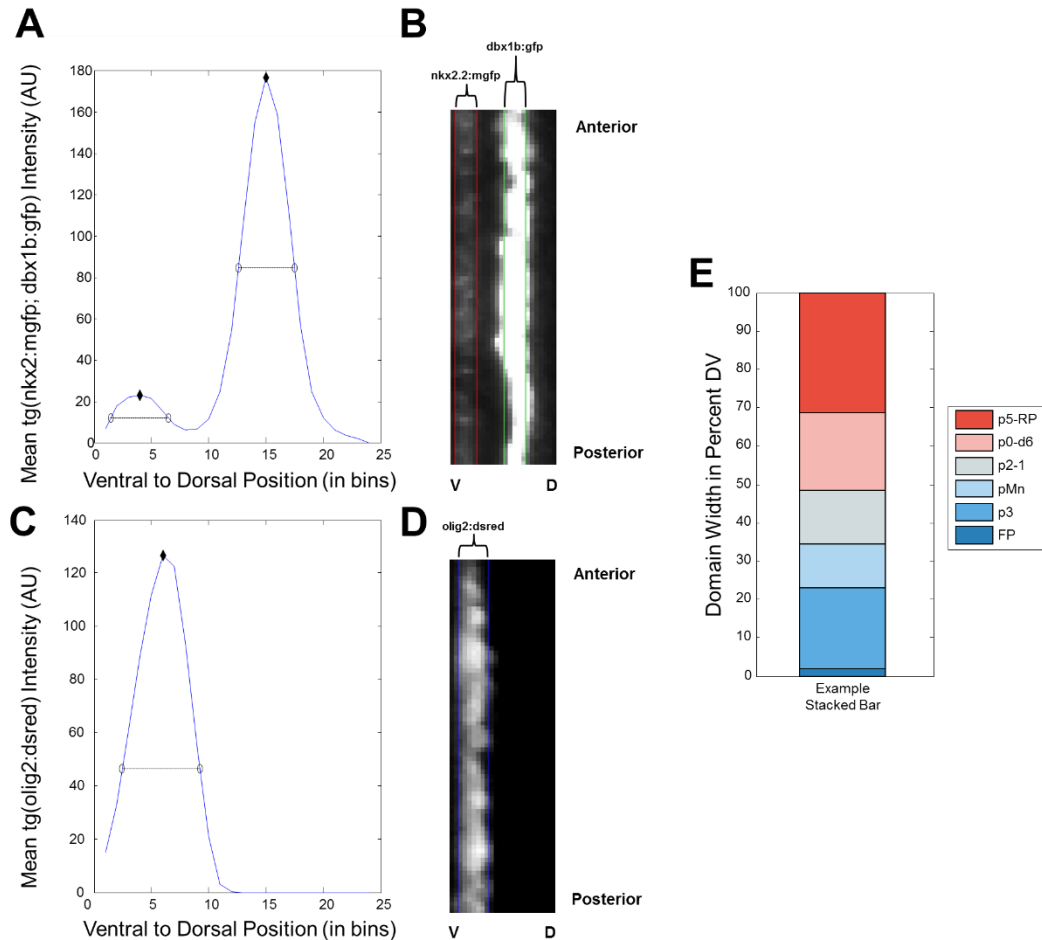 A
Mean tg(nkx2:mgfp; dbx1b:gfp) Intensity (AU)
180
160
140
120
100
80
60
40
20
0
0 5 10 15 20 25
Ventral to Dorsal Position (in bins)
B
dbx1b:gfp
nkx2.2:mgfp
Anterior
Posterior
V D
C
Mean tg(olig2:dsred) Intensity (AU)
140
120
100
80
60
40
20
0
0 5 10 15 20 25
Ventral to Dorsal Position (in bins)
D
olig2:dsred
Anterior
Posterior
V D
E
Domain Width in Percent DV
100
90
80
70
60
50
40
30
20
10
0
Example
Stacked Bar
p5-RP
p0-d6
p2-1
pMn
p3
FP